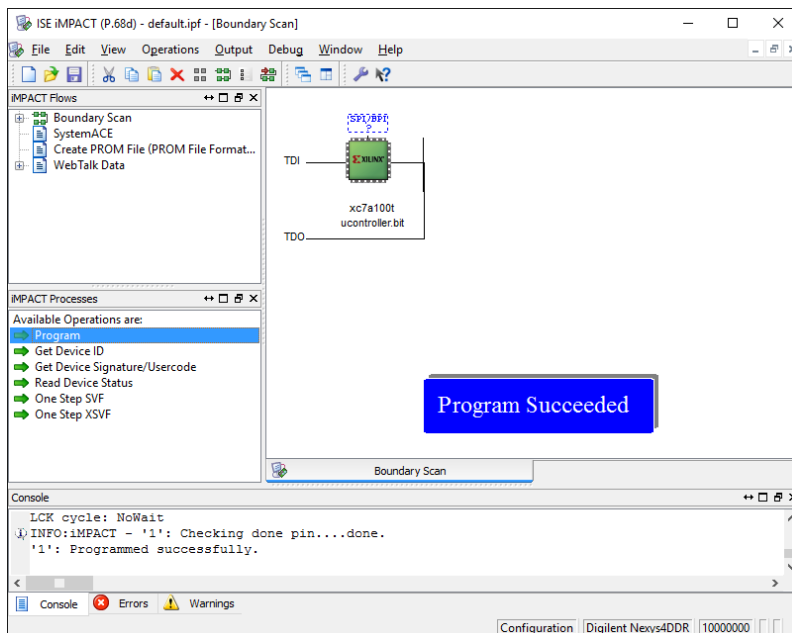 ISE iMPACT (P.68d) - default.ipf - [Boundary Scan]
File Edit View Operations Output Debug Window Help
iMPACT Flows
Boundary Scan
SystemACE
Create PROM File (PROM File Format...
WebTalk Data
SPI/BPI
?
TDI
XILINX
xc7a100t
ucontroller.bit
TDO
iMPACT Processes
Available Operations are:
Program
Get Device ID
Get Device Signature/Usercode
Read Device Status
One Step SVF
One Step XSVF
Program Succeeded
Boundary Scan
Console
LCK cycle: NoWait
INFO:iMPACT - '1': Checking done pin....done.
'1': Programmed successfully.
Console Errors Warnings
Configuration Digilent Nexys4DDR 10000000